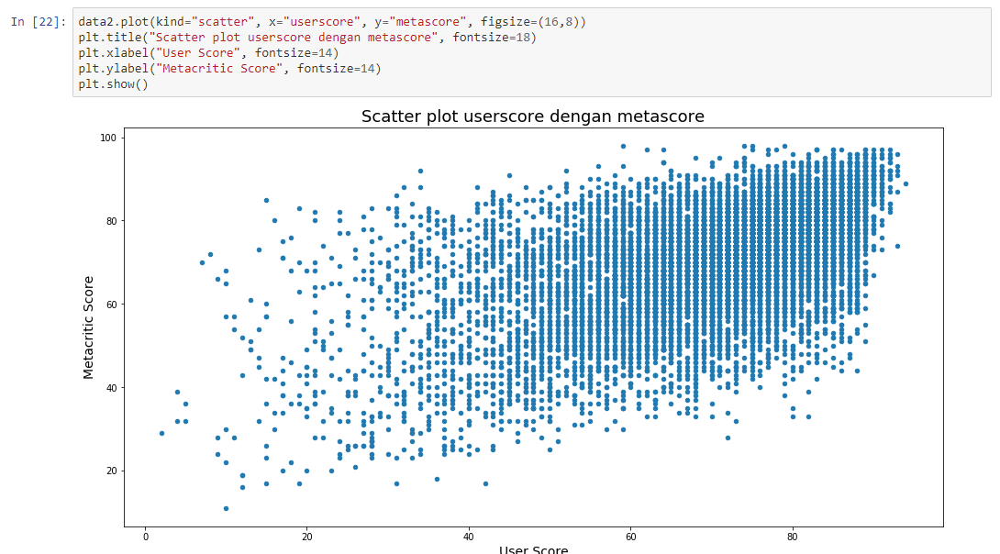 In [22]: data2.plot(kind="scatter", x="userscore", y="metascore", figsize=(16,8))
plt.title("Scatter plot userscore dengan metascore", fontsize=18)
plt.xlabel("User Score", fontsize=14)
plt.ylabel("Metacritic Score", fontsize=14)
plt.show()
Scatter plot userscore dengan metascore
Metacritic Score
100
80
60
40
20
0 20 40 60 80
User Score